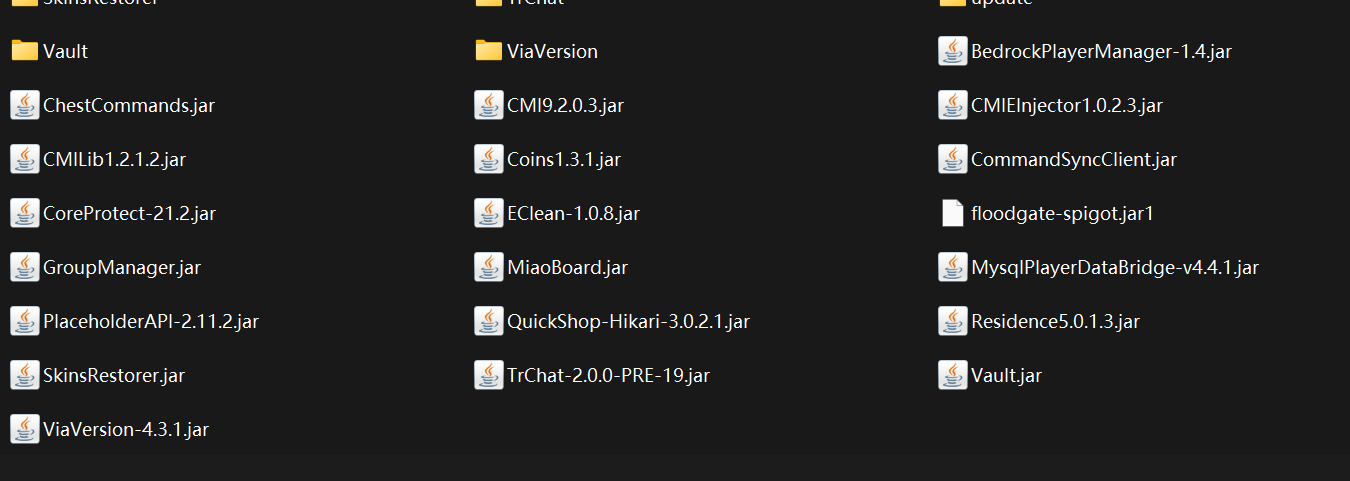 SkinsRestorer TrChat update
Vault ViaVersion BedrockPlayerManager-1.4.jar
ChestCommands.jar CMI9.2.0.3.jar CMIEInjector1.0.2.3.jar
CMILib1.2.1.2.jar Coins1.3.1.jar CommandSyncClient.jar
CoreProtect-21.2.jar EClean-1.0.8.jar floodgate-spigot.jar1
GroupManager.jar MiaoBoard.jar MysqlPlayerDataBridge-v4.4.1.jar
PlaceholderAPI-2.11.2.jar QuickShop-Hikari-3.0.2.1.jar Residence5.0.1.3.jar
SkinsRestorer.jar TrChat-2.0.0-PRE-19.jar Vault.jar
ViaVersion-4.3.1.jar